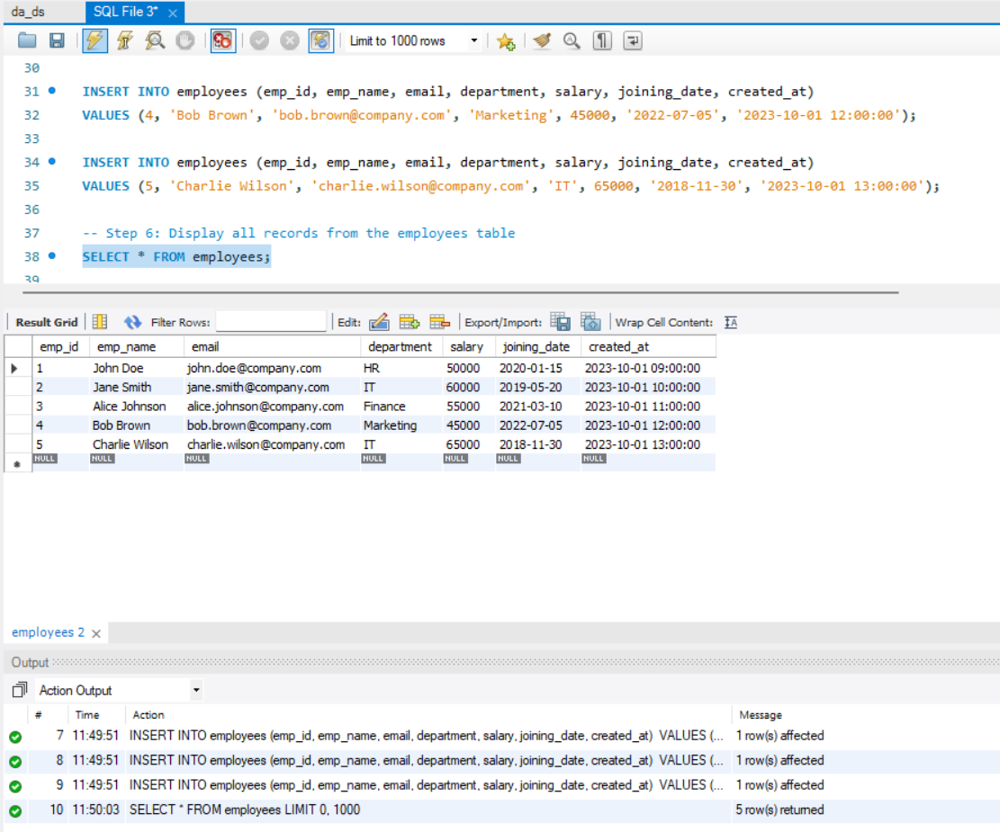 da_ds SQL File 3* ×
Limit to 1000 rows
30
31 INSERT INTO employees (emp_id, emp_name, email, department, salary, joining_date, created_at)
32 VALUES (4, 'Bob Brown', 'bob.brown@company.com', 'Marketing', 45000, '2022-07-05', '2023-10-01 12:00:00');
33
34 INSERT INTO employees (emp_id, emp_name, email, department, salary, joining_date, created_at)
35 VALUES (5, 'Charlie Wilson', 'charlie.wilson@company.com', 'IT', 65000, '2018-11-30', '2023-10-01 13:00:00');
36
37 -- Step 6: Display all records from the employees table
38 SELECT * FROM employees;
39
Result Grid Filter Rows: Edit: Export/Import: Wrap Cell Content: IA
emp_id emp_name email department salary joining_date created_at
1 John Doe john.doe@company.com HR 50000 2020-01-15 2023-10-01 09:00:00
2 Jane Smith jane.smith@company.com IT 60000 2019-05-20 2023-10-01 10:00:00
3 Alice Johnson alice.johnson@company.com Finance 55000 2021-03-10 2023-10-01 11:00:00
4 Bob Brown bob.brown@company.com Marketing 45000 2022-07-05 2023-10-01 12:00:00
5 Charlie Wilson charlie.wilson@company.com IT 65000 2018-11-30 2023-10-01 13:00:00
NULL NULL NULL NULL NULL NULL NULL
employees 2 ×
Output
Action Output
# Time Action Message
7 11:49:51 INSERT INTO employees (emp_id, emp_name, email, department, salary, joining_date, created_at) VALUES (... 1 row(s) affected
8 11:49:51 INSERT INTO employees (emp_id, emp_name, email, department, salary, joining_date, created_at) VALUES (... 1 row(s) affected
9 11:49:51 INSERT INTO employees (emp_id, emp_name, email, department, salary, joining_date, created_at) VALUES (... 1 row(s) affected
10 11:50:03 SELECT * FROM employees LIMIT 0, 1000 5 row(s) returned